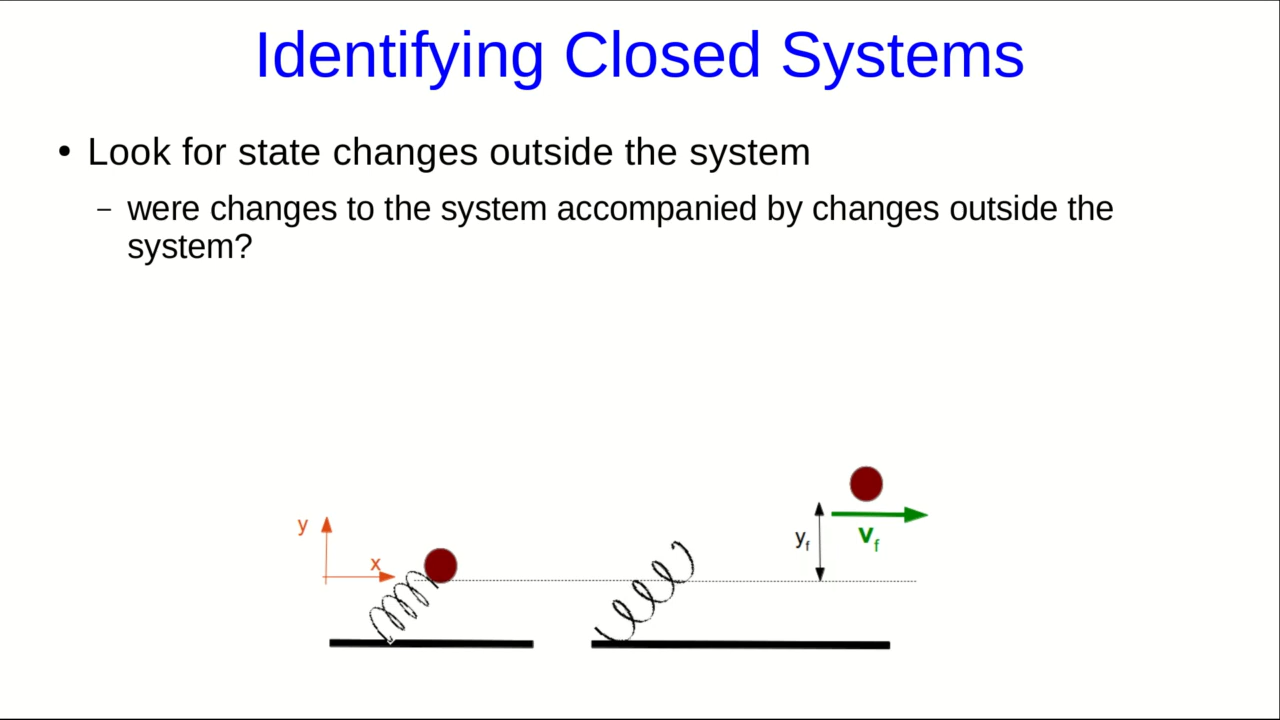 Identifying Closed Systems
• Look for state changes outside the system
– were changes to the system accompanied by changes outside the
system?
y
x
yf
vf